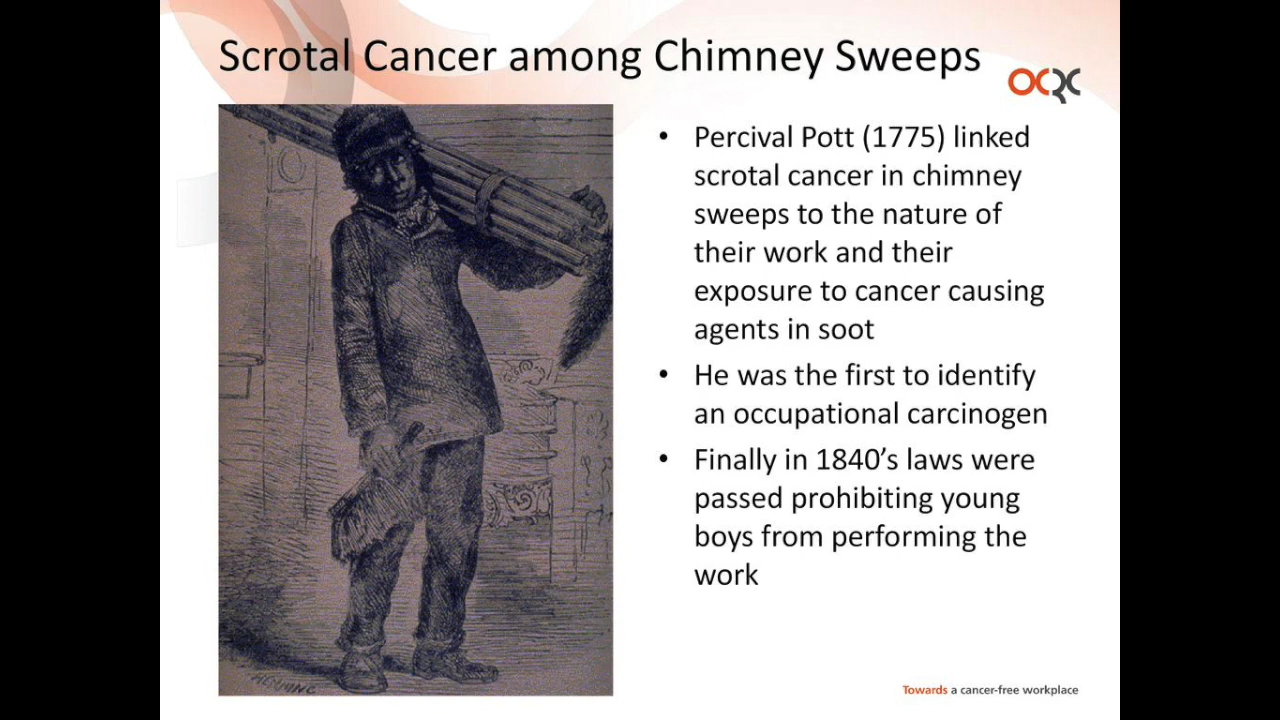 Scrotal Cancer among Chimney Sweeps
OCRC
• Percival Pott (1775) linked
scrotal cancer in chimney
sweeps to the nature of
their work and their
exposure to cancer causing
agents in soot
• He was the first to identify
an occupational carcinogen
• Finally in 1840’s laws were
passed prohibiting young
boys from performing the
work
HENNING
Towards a cancer-free workplace